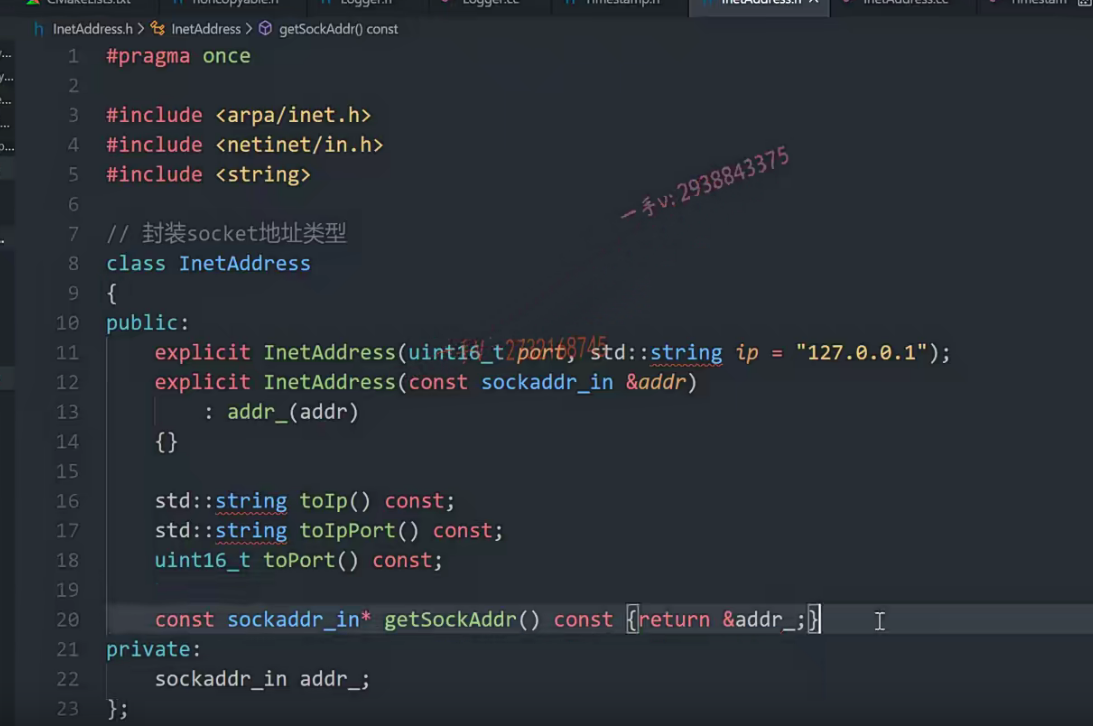 CMakeLists.txt noncopyable.h Logger.h Logger.cc Timestamp.h InetAddress.h InetAddress.cc Timestam
InetAddress.h > InetAddress > getSockAddr() const
1 #pragma once
2
3 #include <arpa/inet.h>
4 #include <netinet/in.h>
5 #include <string>
6
一手v:2938843375
7 // 封装socket地址类型
8 class InetAddress
9 {
10 public:
11 explicit InetAddress(uint16_t port, std::string ip = "127.0.0.1");
12 explicit InetAddress(const sockaddr_in &addr)
13 : addr_(addr)
14 {}
15
16 std::string toIp() const;
17 std::string toIpPort() const;
18 uint16_t toPort() const;
19
20 const sockaddr_in* getSockAddr() const {return &addr_;}
21 private:
22 sockaddr_in addr_;
23 };